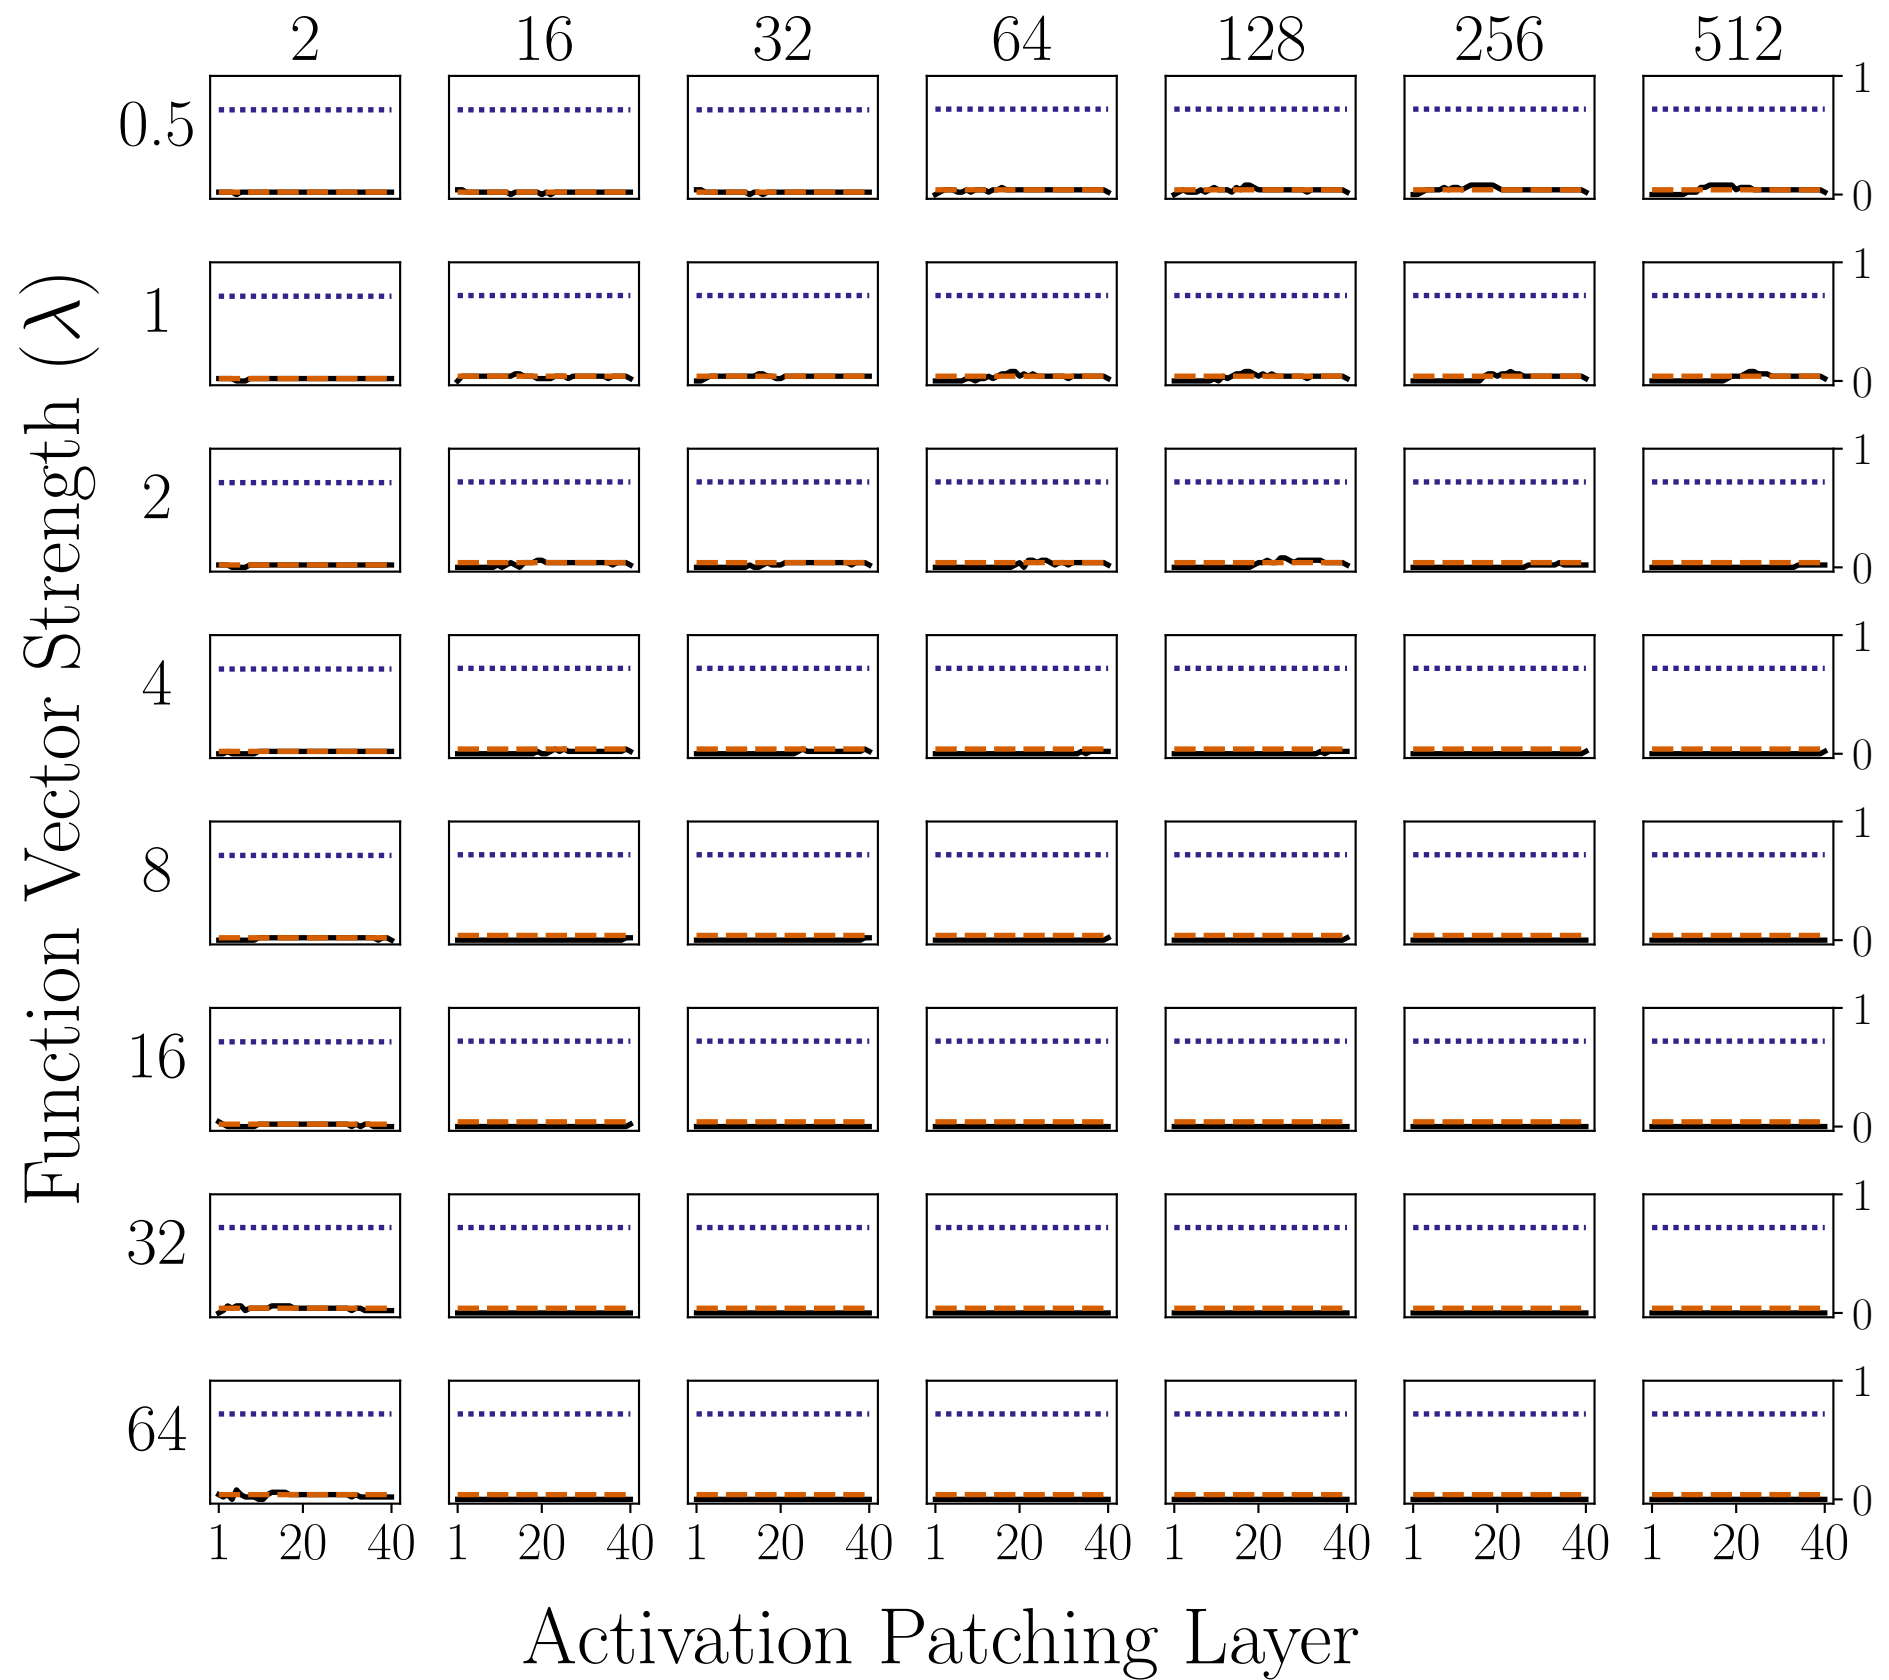 2 16 32 64 128 256 512
Function Vector Strength (λ)
0.5 1 0
1 1 0
2 1 0
4 1 0
8 1 0
16 1 0
32 1 0
64 1 0
1 20 40 1 20 40 1 20 40 1 20 40 1 20 40 1 20 40 1 20 40
Activation Patching Layer